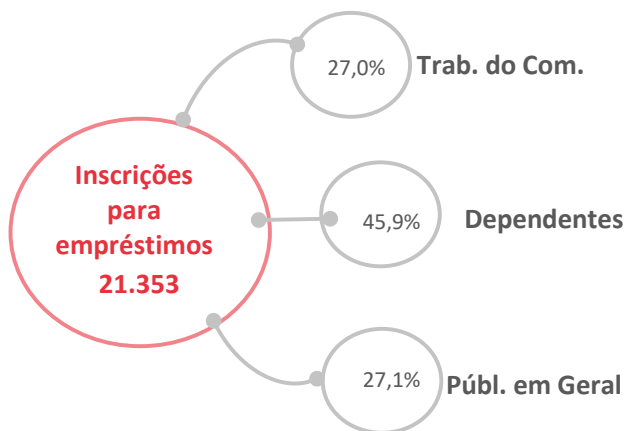 Inscrições
para
empréstimos
21.353
27,0%
Trab. do Com.
45,9%
Dependentes
27,1%
Públ. em Geral